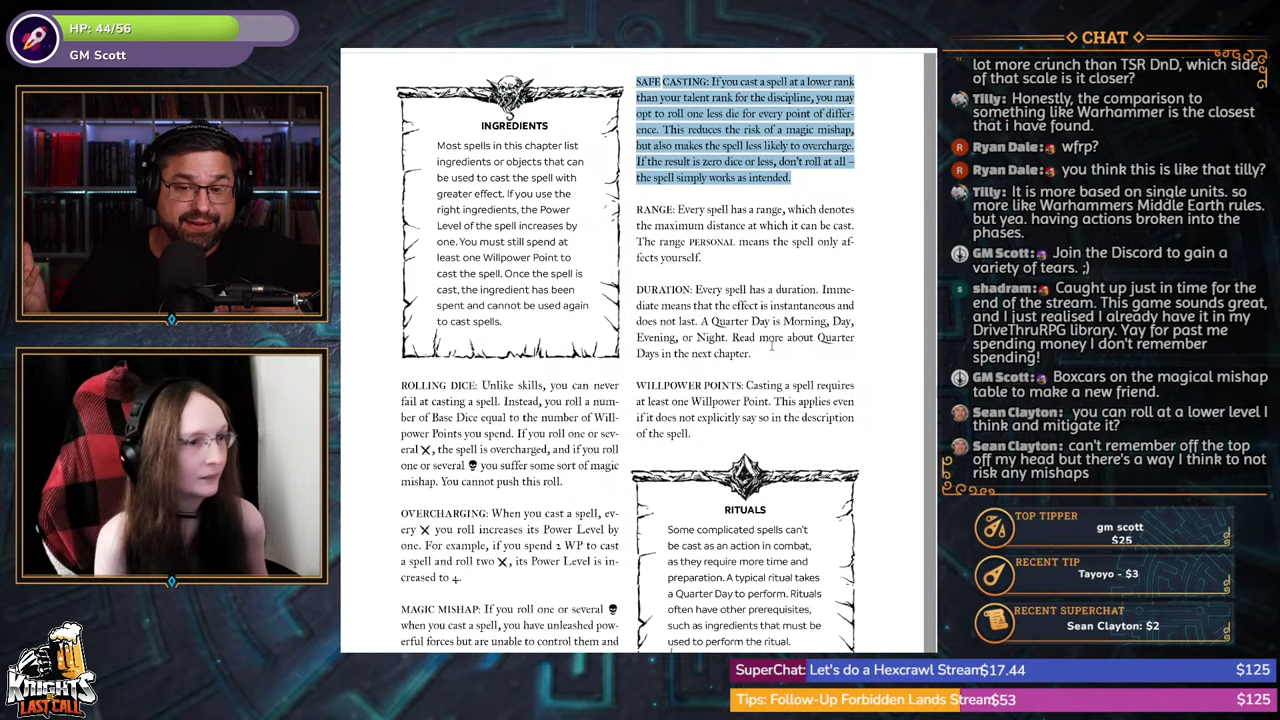 HP: 44/56
GM Scott
INGREDIENTS
Most spells in this chapter list
ingredients or objects that can
be used to cast the spell with
greater effect. If you use the
right ingredients, the Power
Level of the spell increases by
one. You must still spend at
least one Willpower Point to
cast the spell. Once the spell is
cast, the ingredient has been
spent and cannot be used again
to cast spells.
ROLLING DICE: Unlike skills, you can never
fail at casting a spell. Instead, you roll a num-
ber of Base Dice equal to the number of Will-
power Points you spend. If you roll one or sev-
eral ⚔, the spell is overcharged, and if you roll
one or several 💀 you suffer some sort of magic
mishap. You cannot push this roll.
OVERCHARGING: When you cast a spell, ev-
ery ⚔ you roll increases its Power Level by
one. For example, if you spend 2 WP to cast
a spell and roll two ⚔, its Power Level is in-
creased to 4.
MAGIC MISHAP: If you roll one or several 💀
when you cast a spell, you have unleashed pow-
erful forces but are unable to control them and
SAFE CASTING: If you cast a spell at a lower rank
than your talent rank for the discipline, you may
opt to roll one less die for every point of differ-
ence. This reduces the risk of a magic mishap,
but also makes the spell less likely to overcharge.
If the result is zero dice or less, don't roll at all –
the spell simply works as intended.
RANGE: Every spell has a range, which denotes
the maximum distance at which it can be cast.
The range PERSONAL means the spell only af-
fects yourself.
DURATION: Every spell has a duration. Imme-
diate means that the effect is instantaneous and
does not last. A Quarter Day is Morning, Day,
Evening, or Night. Read more about Quarter
Days in the next chapter.
WILLPOWER POINTS: Casting a spell requires
at least one Willpower Point. This applies even
if it does not explicitly say so in the description
of the spell.
RITUALS
Some complicated spells can't
be cast as an action in combat,
as they require more time and
preparation. A typical ritual takes
a Quarter Day to perform. Rituals
often have other prerequisites,
such as ingredients that must be
used to perform the ritual.
CHAT
lot more crunch than TSR DnD, which side
of that scale is it closer?
Tilly: Honestly, the comparison to
something like Warhammer is the closest
that i have found.
R Ryan Dale: wfrp?
R Ryan Dale: you think this is like that tilly?
Tilly: It is more based on single units. so
more like Warhammers Middle Earth rules.
but yea. having actions broken into the
phases.
GM Scott: Join the Discord to gain a
variety of tears. ;)
s shadram: Caught up just in time for the
end of the stream. This game sounds great,
and I just realised I already have it in my
DriveThruRPG library. Yay for past me
spending money I don't remember
spending!
GM Scott: Boxcars on the magical mishap
table to make a new friend.
Sean Clayton: you can roll at a lower level I
think and mitigate it?
Sean Clayton: can't remember off the top
off my head but there's a way I think to not
risk any mishaps
TOP TIPPER
gm scott
$25
RECENT TIP
Tayoyo - $3
RECENT SUPERCHAT
Sean Clayton: $2
SuperChat: Let's do a Hexcrawl Stream $17.44 $125
Tips: Follow-Up Forbidden Lands Stream $53 $125
KNIGHTS
OF
LAST CALL